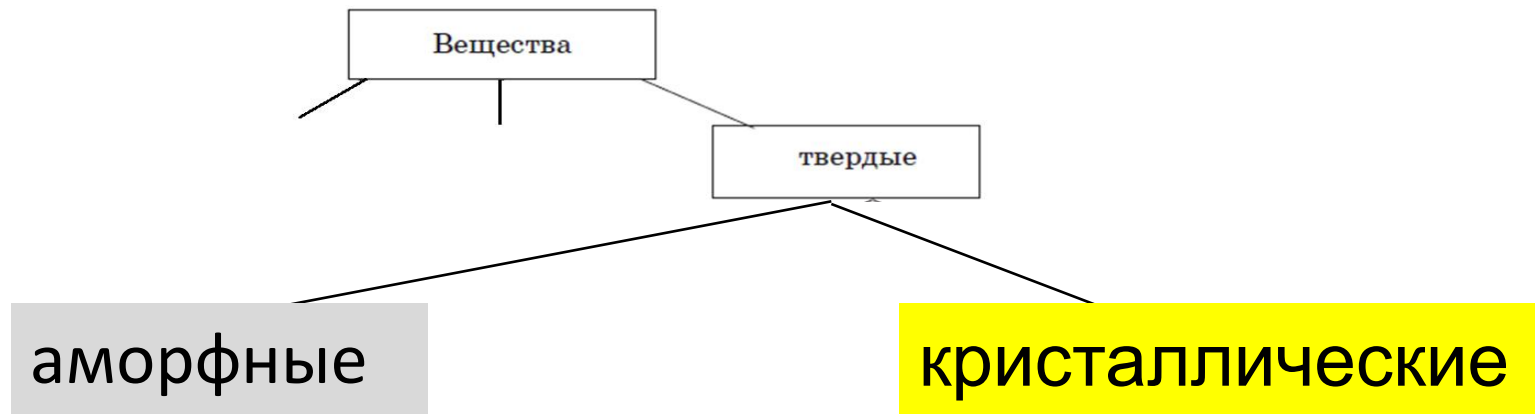 Вещества
твердые
аморфные
кристаллические